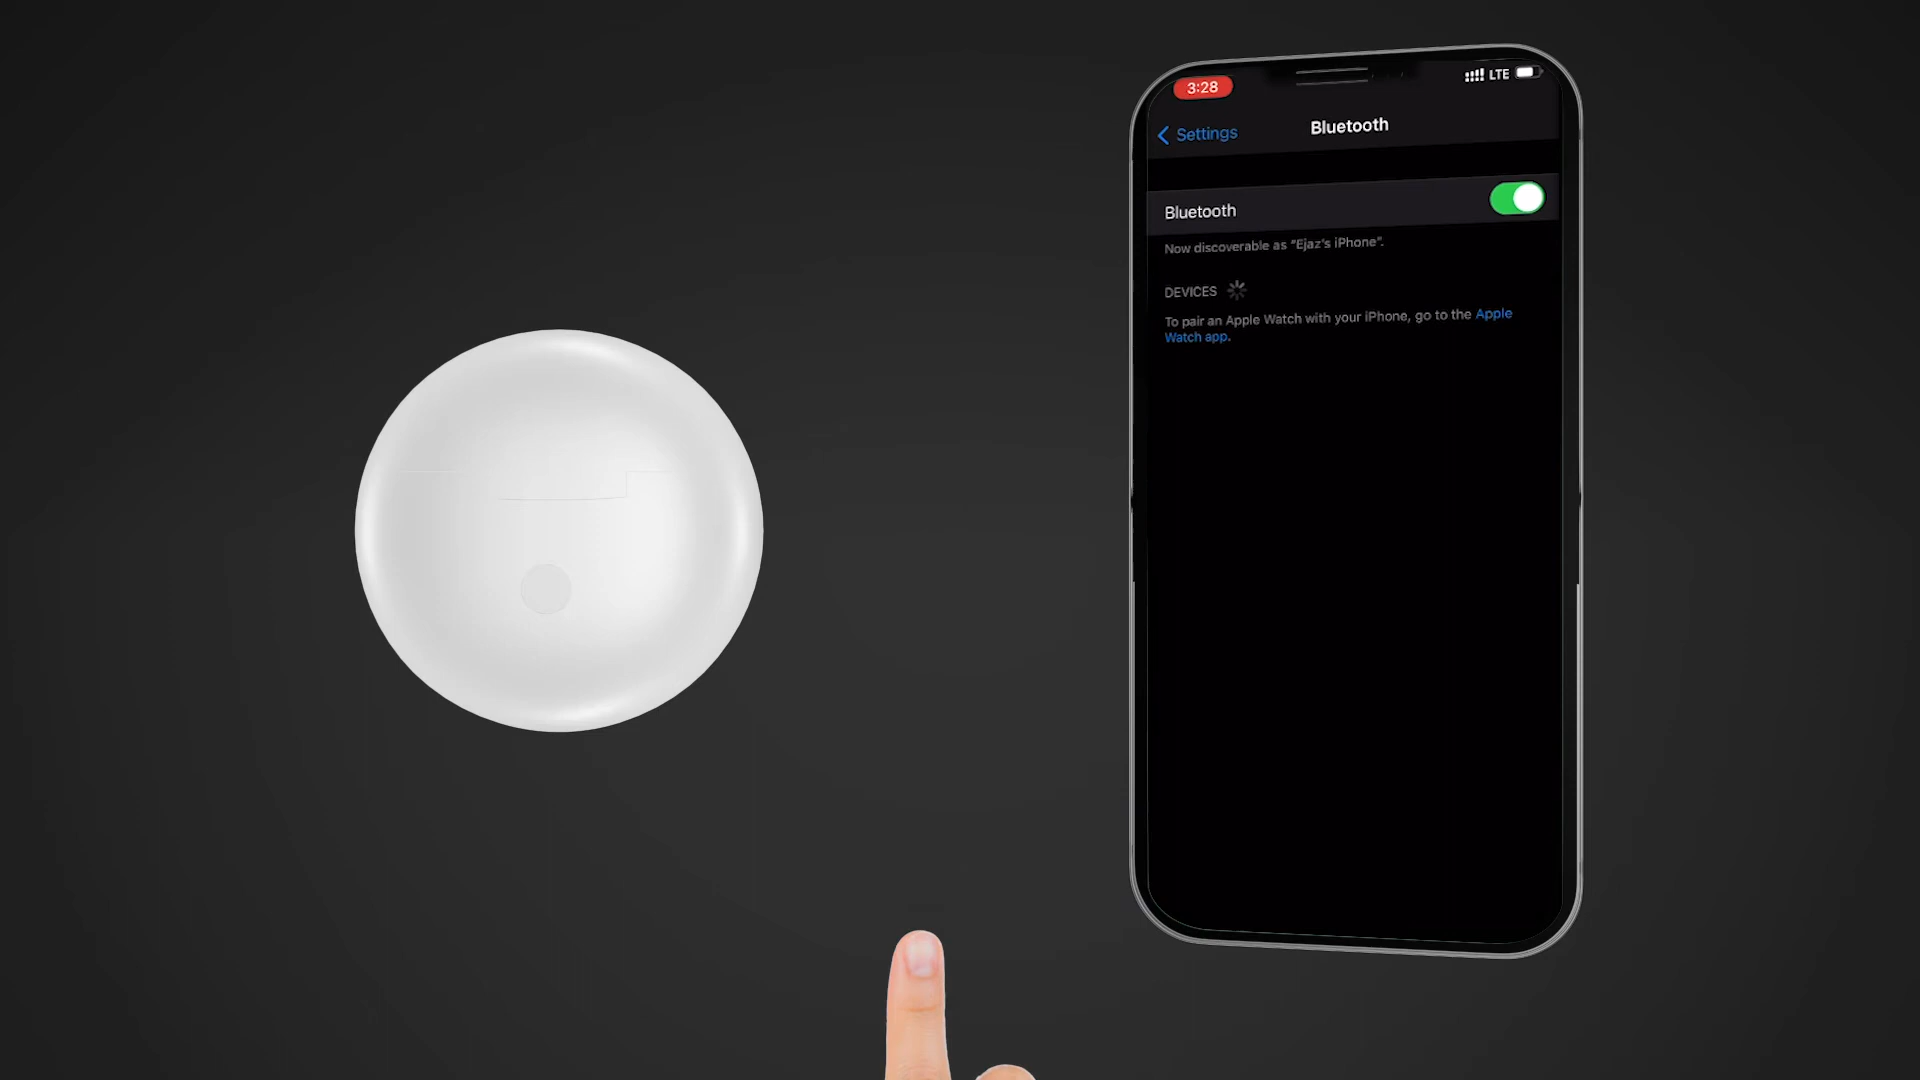 3:28
LTE
Settings
Bluetooth
Bluetooth
Now discoverable as “Ejaz’s iPhone”.
DEVICES
To pair an Apple Watch with your iPhone, go to the Apple
Watch app.